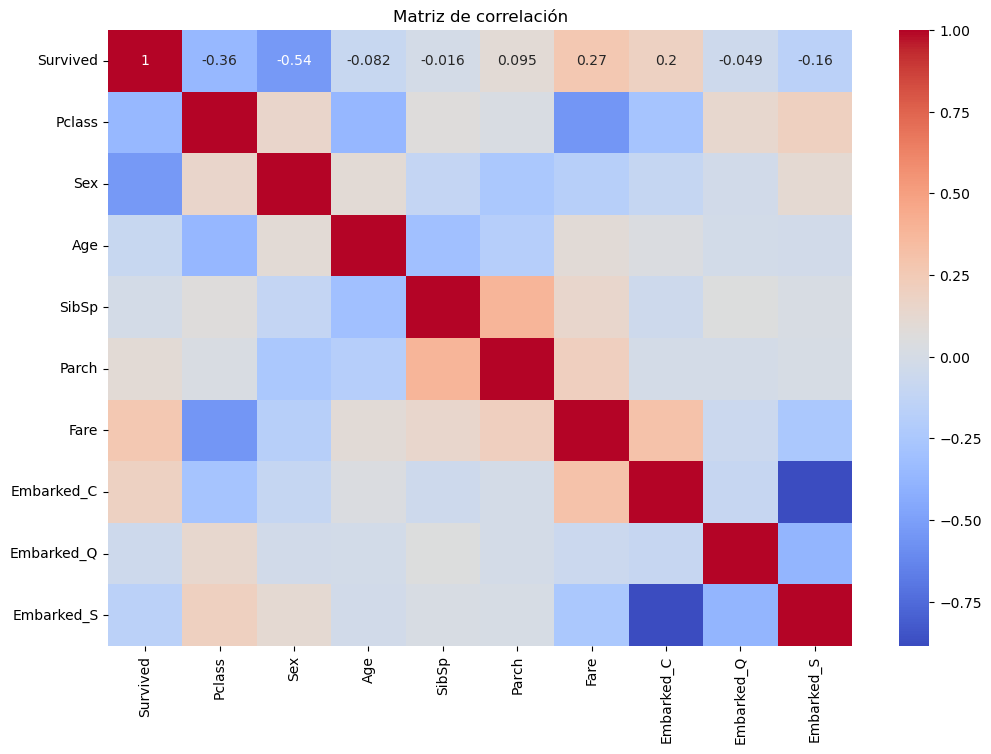 Matriz de correlación
Survived
1 -0.36 -0.54 -0.082 -0.016 0.095 0.27 0.2 -0.049 -0.16
Pclass
Sex
Age
SibSp
Parch
Fare
Embarked_C
Embarked_Q
Embarked_S
Survived
Pclass
Sex
Age
SibSp
Parch
Fare
Embarked_C
Embarked_Q
Embarked_S
1.00
0.75
0.50
0.25
0.00
−0.25
−0.50
−0.75